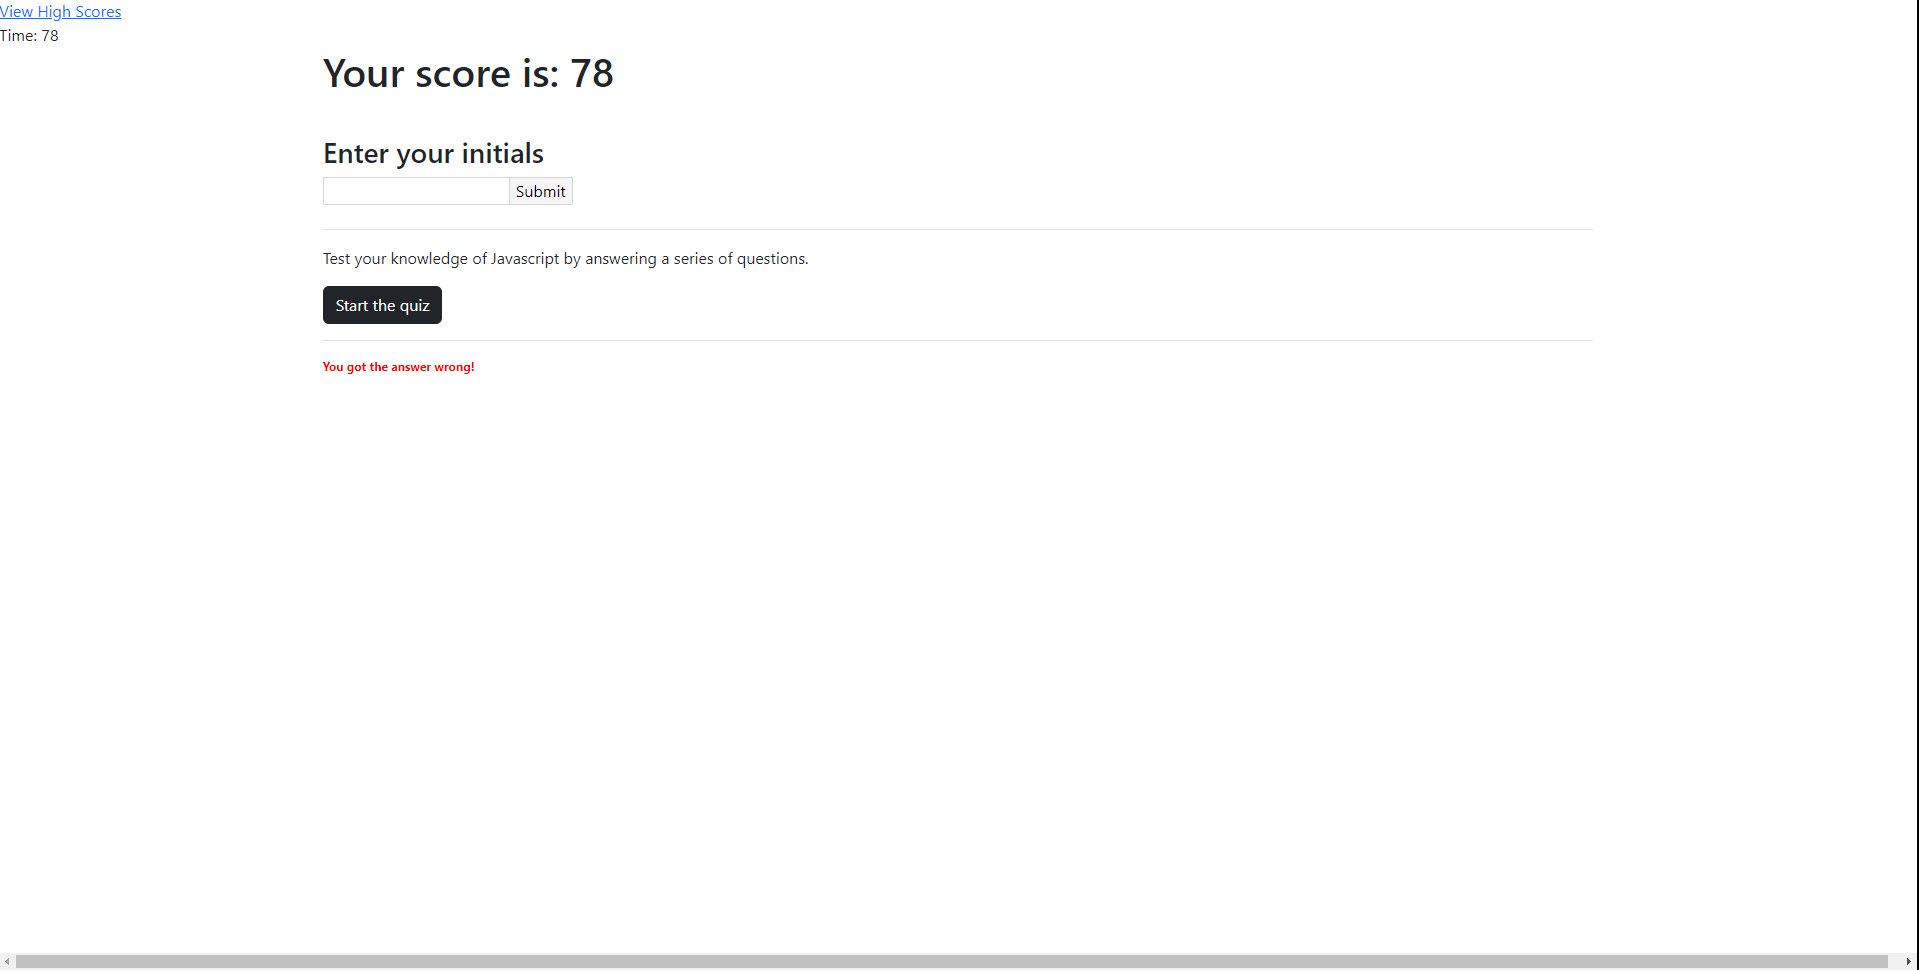 View High Scores
Time: 78
Your score is: 78
Enter your initials
Submit
Test your knowledge of Javascript by answering a series of questions.
Start the quiz
You got the answer wrong!